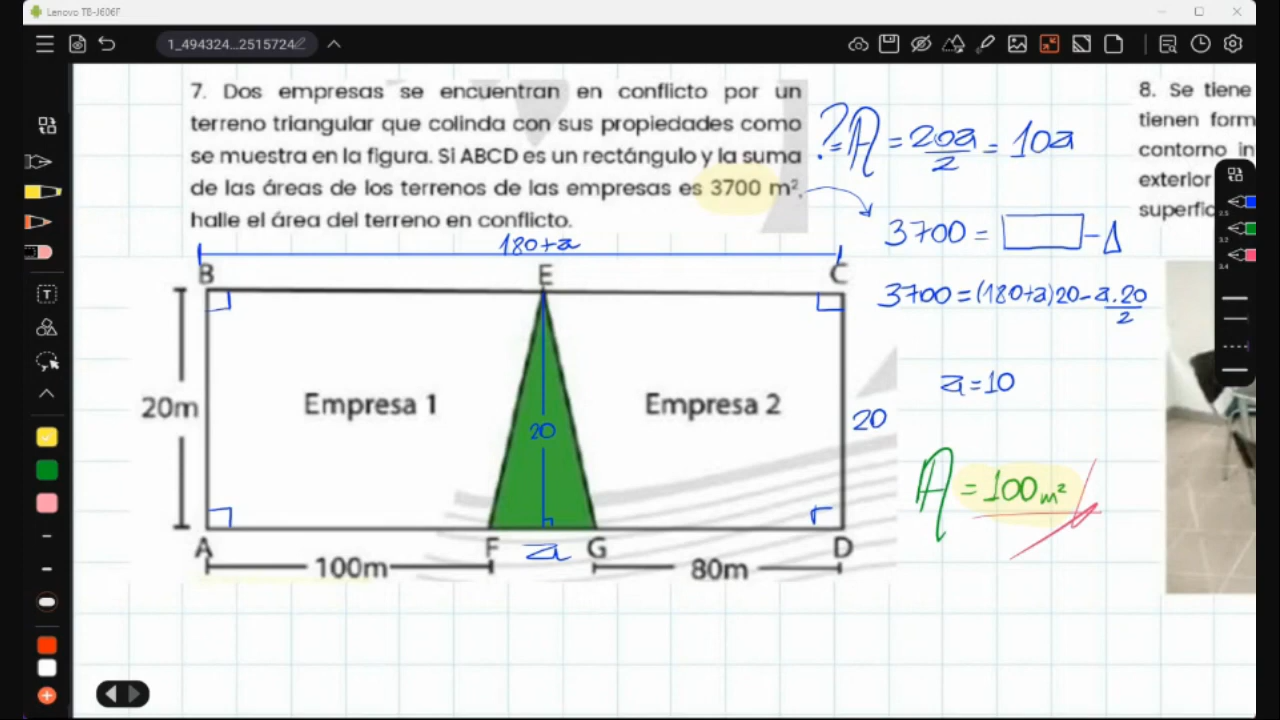 Lenovo TB-J606F
1_494324...2515724
7. Dos empresas se encuentran en conflicto por un
terreno triangular que colinda con sus propiedades como
se muestra en la figura. Si ABCD es un rectángulo y la suma
de las áreas de los terrenos de las empresas es 3700 m²,
halle el área del terreno en conflicto.
?= A = 20a/2 = 10a
3700 = □ - Δ
3700 = (180+a)20 - a.20/2
a = 10
A = 100 m²
180+a
B E C
20m
Empresa 1
20
Empresa 2
20
A F a G D
100m
80m
8. Se tiene
tienen form
contorno in
exterior
superfic